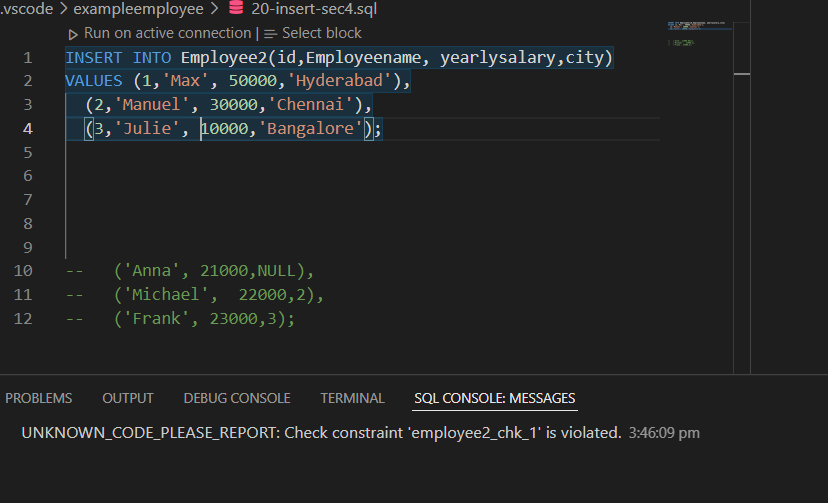 .vscode > exampleemployee > 20-insert-sec4.sql
Run on active connection | Select block
1 INSERT INTO Employee2(id,Employeename, yearlysalary,city)
2 VALUES (1,'Max', 50000,'Hyderabad'),
3 (2,'Manuel', 30000,'Chennai'),
4 (3,'Julie', 10000,'Bangalore');
5
6
7
8
9
10 -- ('Anna', 21000,NULL),
11 -- ('Michael', 22000,2),
12 -- ('Frank', 23000,3);
PROBLEMS OUTPUT DEBUG CONSOLE TERMINAL SQL CONSOLE: MESSAGES
UNKNOWN_CODE_PLEASE_REPORT: Check constraint 'employee2_chk_1' is violated. 3:46:09 pm